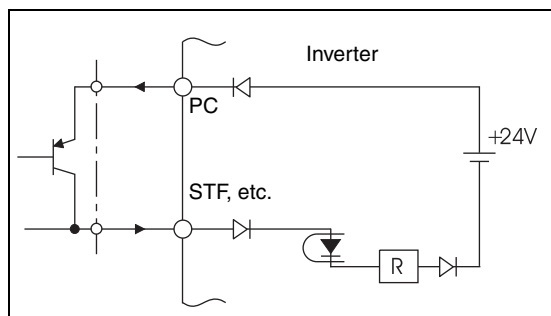 Inverter
PC
+24V
STF, etc.
R